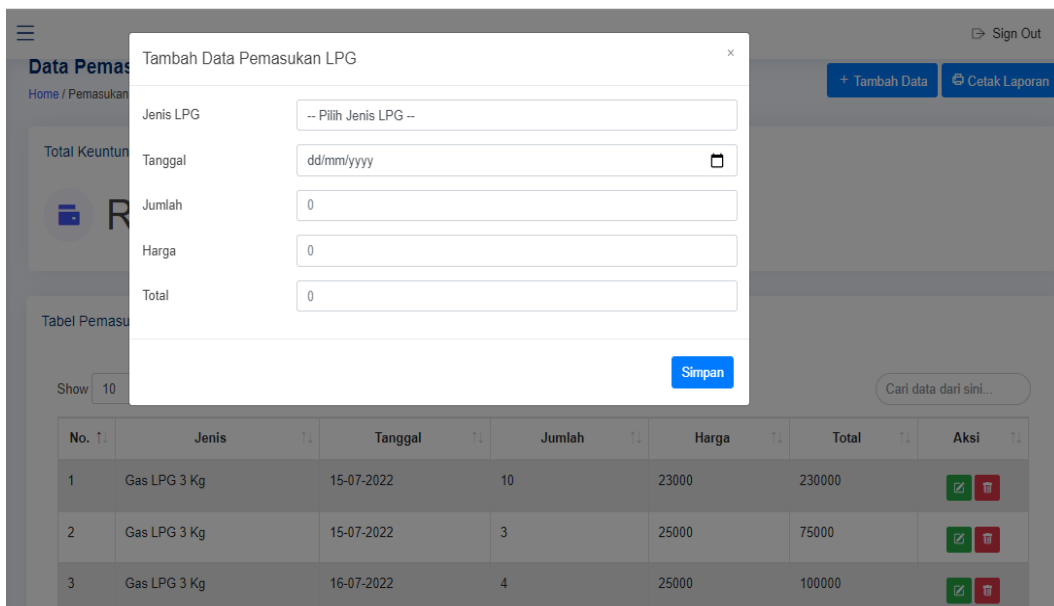 Sign Out
Tambah Data Pemasukan LPG ×
Data Pemas
Home / Pemasukan
+ Tambah Data
Cetak Laporan
Jenis LPG -- Pilih Jenis LPG --
Total Keuntun
Tanggal dd/mm/yyyy
R
Jumlah 0
Harga 0
Total 0
Tabel Pemasu
Simpan
Show 10
Cari data dari sini...
No. Jenis Tanggal Jumlah Harga Total Aksi
1 Gas LPG 3 Kg 15-07-2022 10 23000 230000
2 Gas LPG 3 Kg 15-07-2022 3 25000 75000
3 Gas LPG 3 Kg 16-07-2022 4 25000 100000